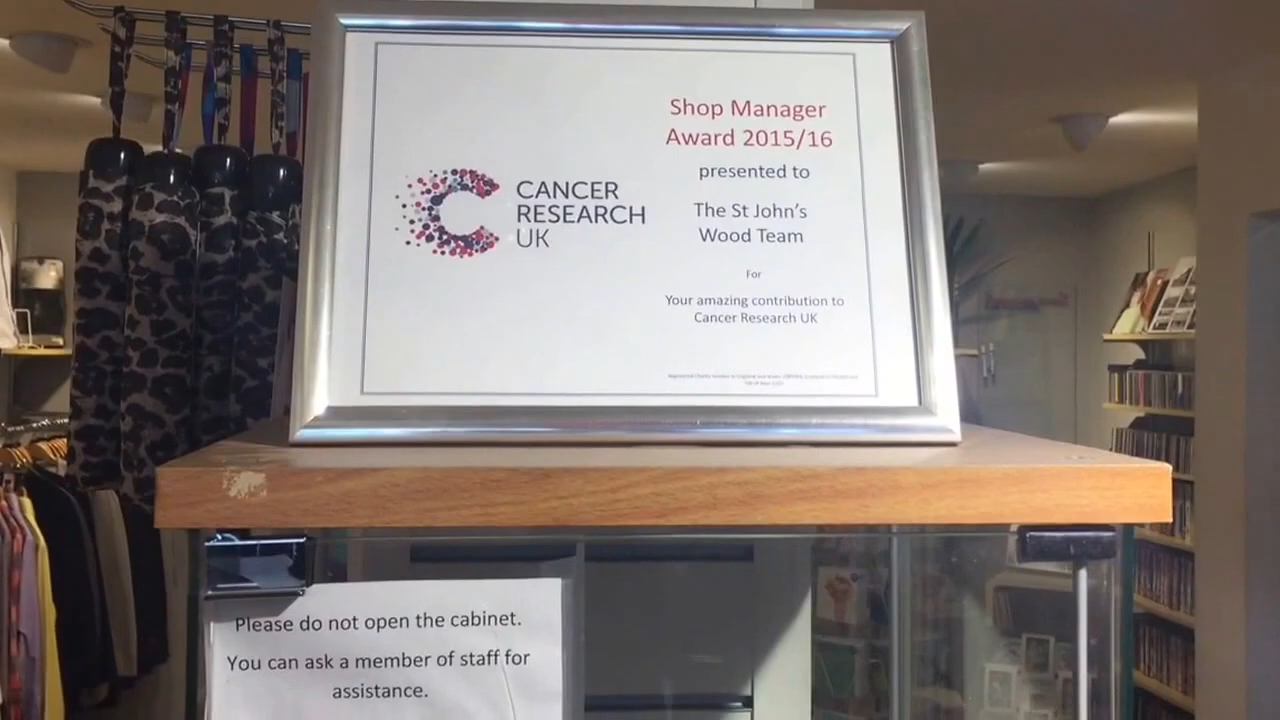 Shop Manager
Award 2015/16
presented to
The St John's
Wood Team
For
Your amazing contribution to
Cancer Research UK
CANCER
RESEARCH
UK
Please do not open the cabinet.
You can ask a member of staff for
assistance.